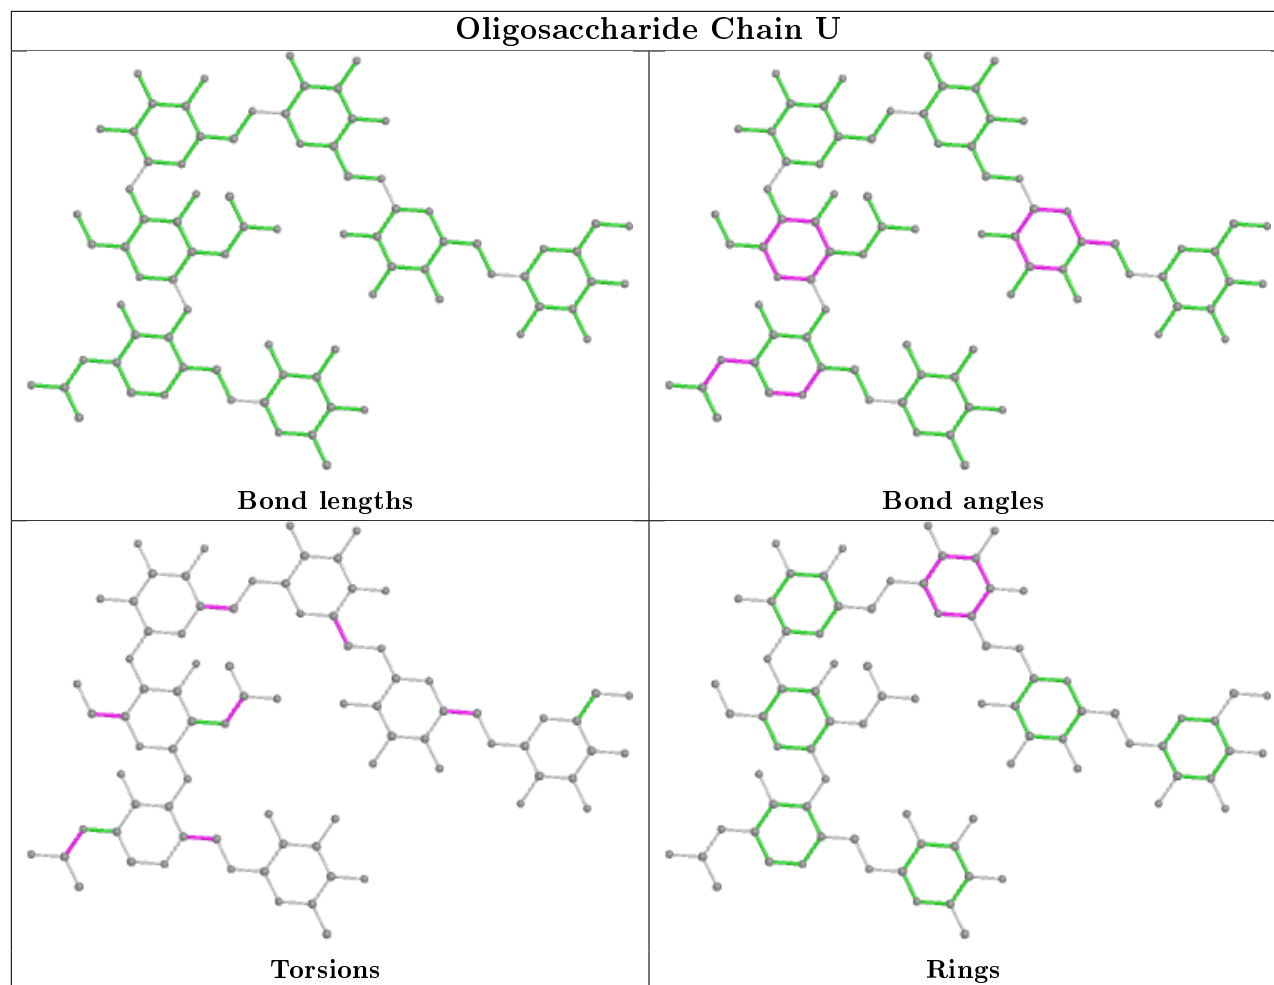 Oligosaccharide Chain U
Bond lengths
Bond angles
Torsions
Rings